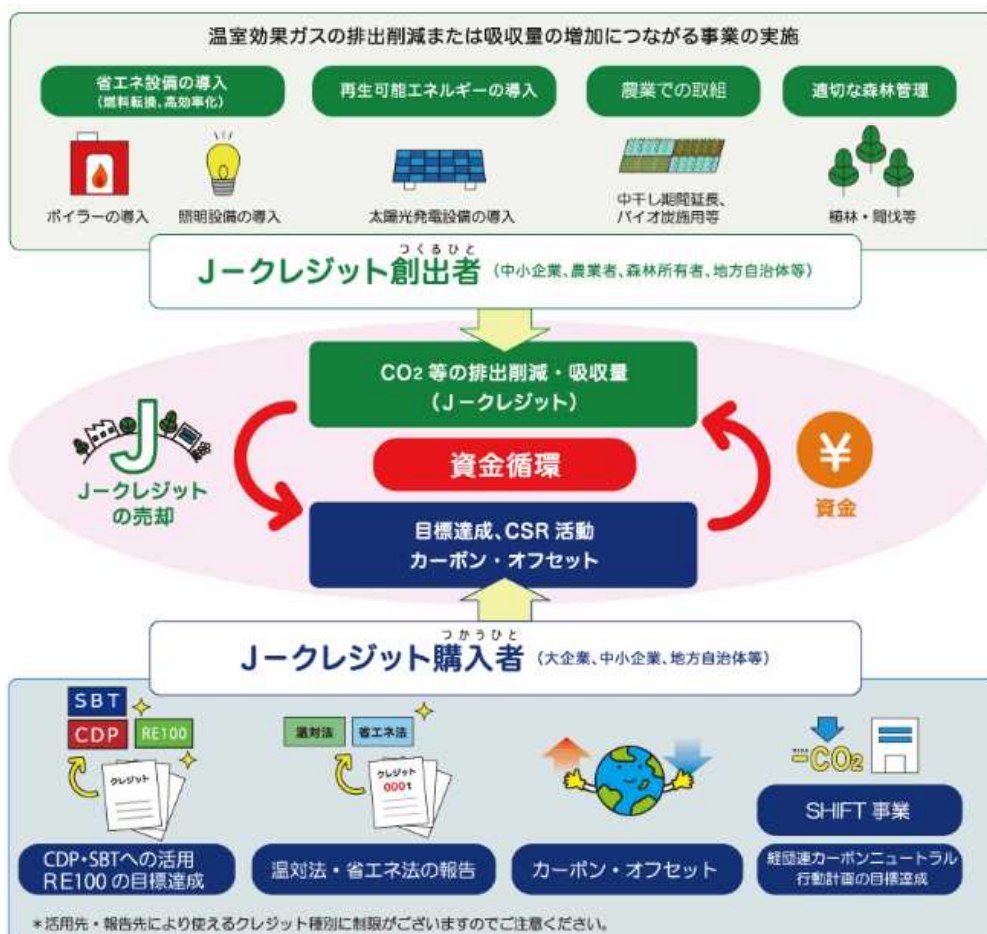 温室効果ガスの排出削減または吸収量の増加につながる事業の実施
省エネ設備の導入
(燃料転換、高効率化)
再生可能エネルギーの導入
農業での取組
適切な森林管理
ボイラーの導入
照明設備の導入
太陽光発電設備の導入
中干し期間延長、
バイオ炭施用等
植林・間伐等
つくるひと
J－クレジット創出者 (中小企業、農業者、森林所有者、地方自治体等)
CO2 等の排出削減・吸収量
(J－クレジット)
J
J－クレジット
の売却
資金循環
¥
資金
目標達成、CSR 活動
カーボン・オフセット
つかうひと
J－クレジット購入者 (大企業、中小企業、地方自治体等)
SBT
CDP
RE100
クレジット
温対法
省エネ法
クレジット
000t
CO2
SHIFT 事業
CDP・SBTへの活用
RE100 の目標達成
温対法・省エネ法の報告
カーボン・オフセット
経団連カーボンニュートラル
行動計画の目標達成
＊活用先・報告先により使えるクレジット種別に制限がございますのでご注意ください。